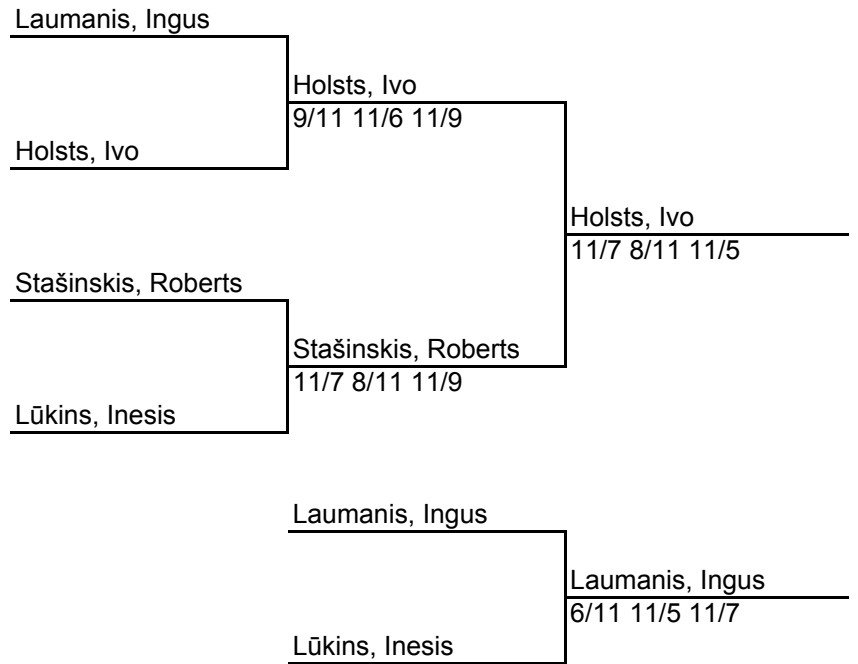 Laumanis, Ingus
Holsts, Ivo
9/11 11/6 11/9
Holsts, Ivo
Holsts, Ivo
11/7 8/11 11/5
Stašinskis, Roberts
Stašinskis, Roberts
11/7 8/11 11/9
Lūkins, Inesis
Laumanis, Ingus
Laumanis, Ingus
6/11 11/5 11/7
Lūkins, Inesis